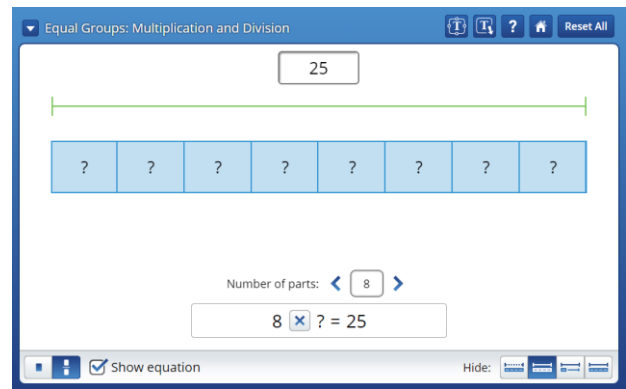 Equal Groups: Multiplication and Division T T ? Reset All
25
? ? ? ? ? ? ? ?
Number of parts: 8
8 × ? = 25
Show equation Hide: